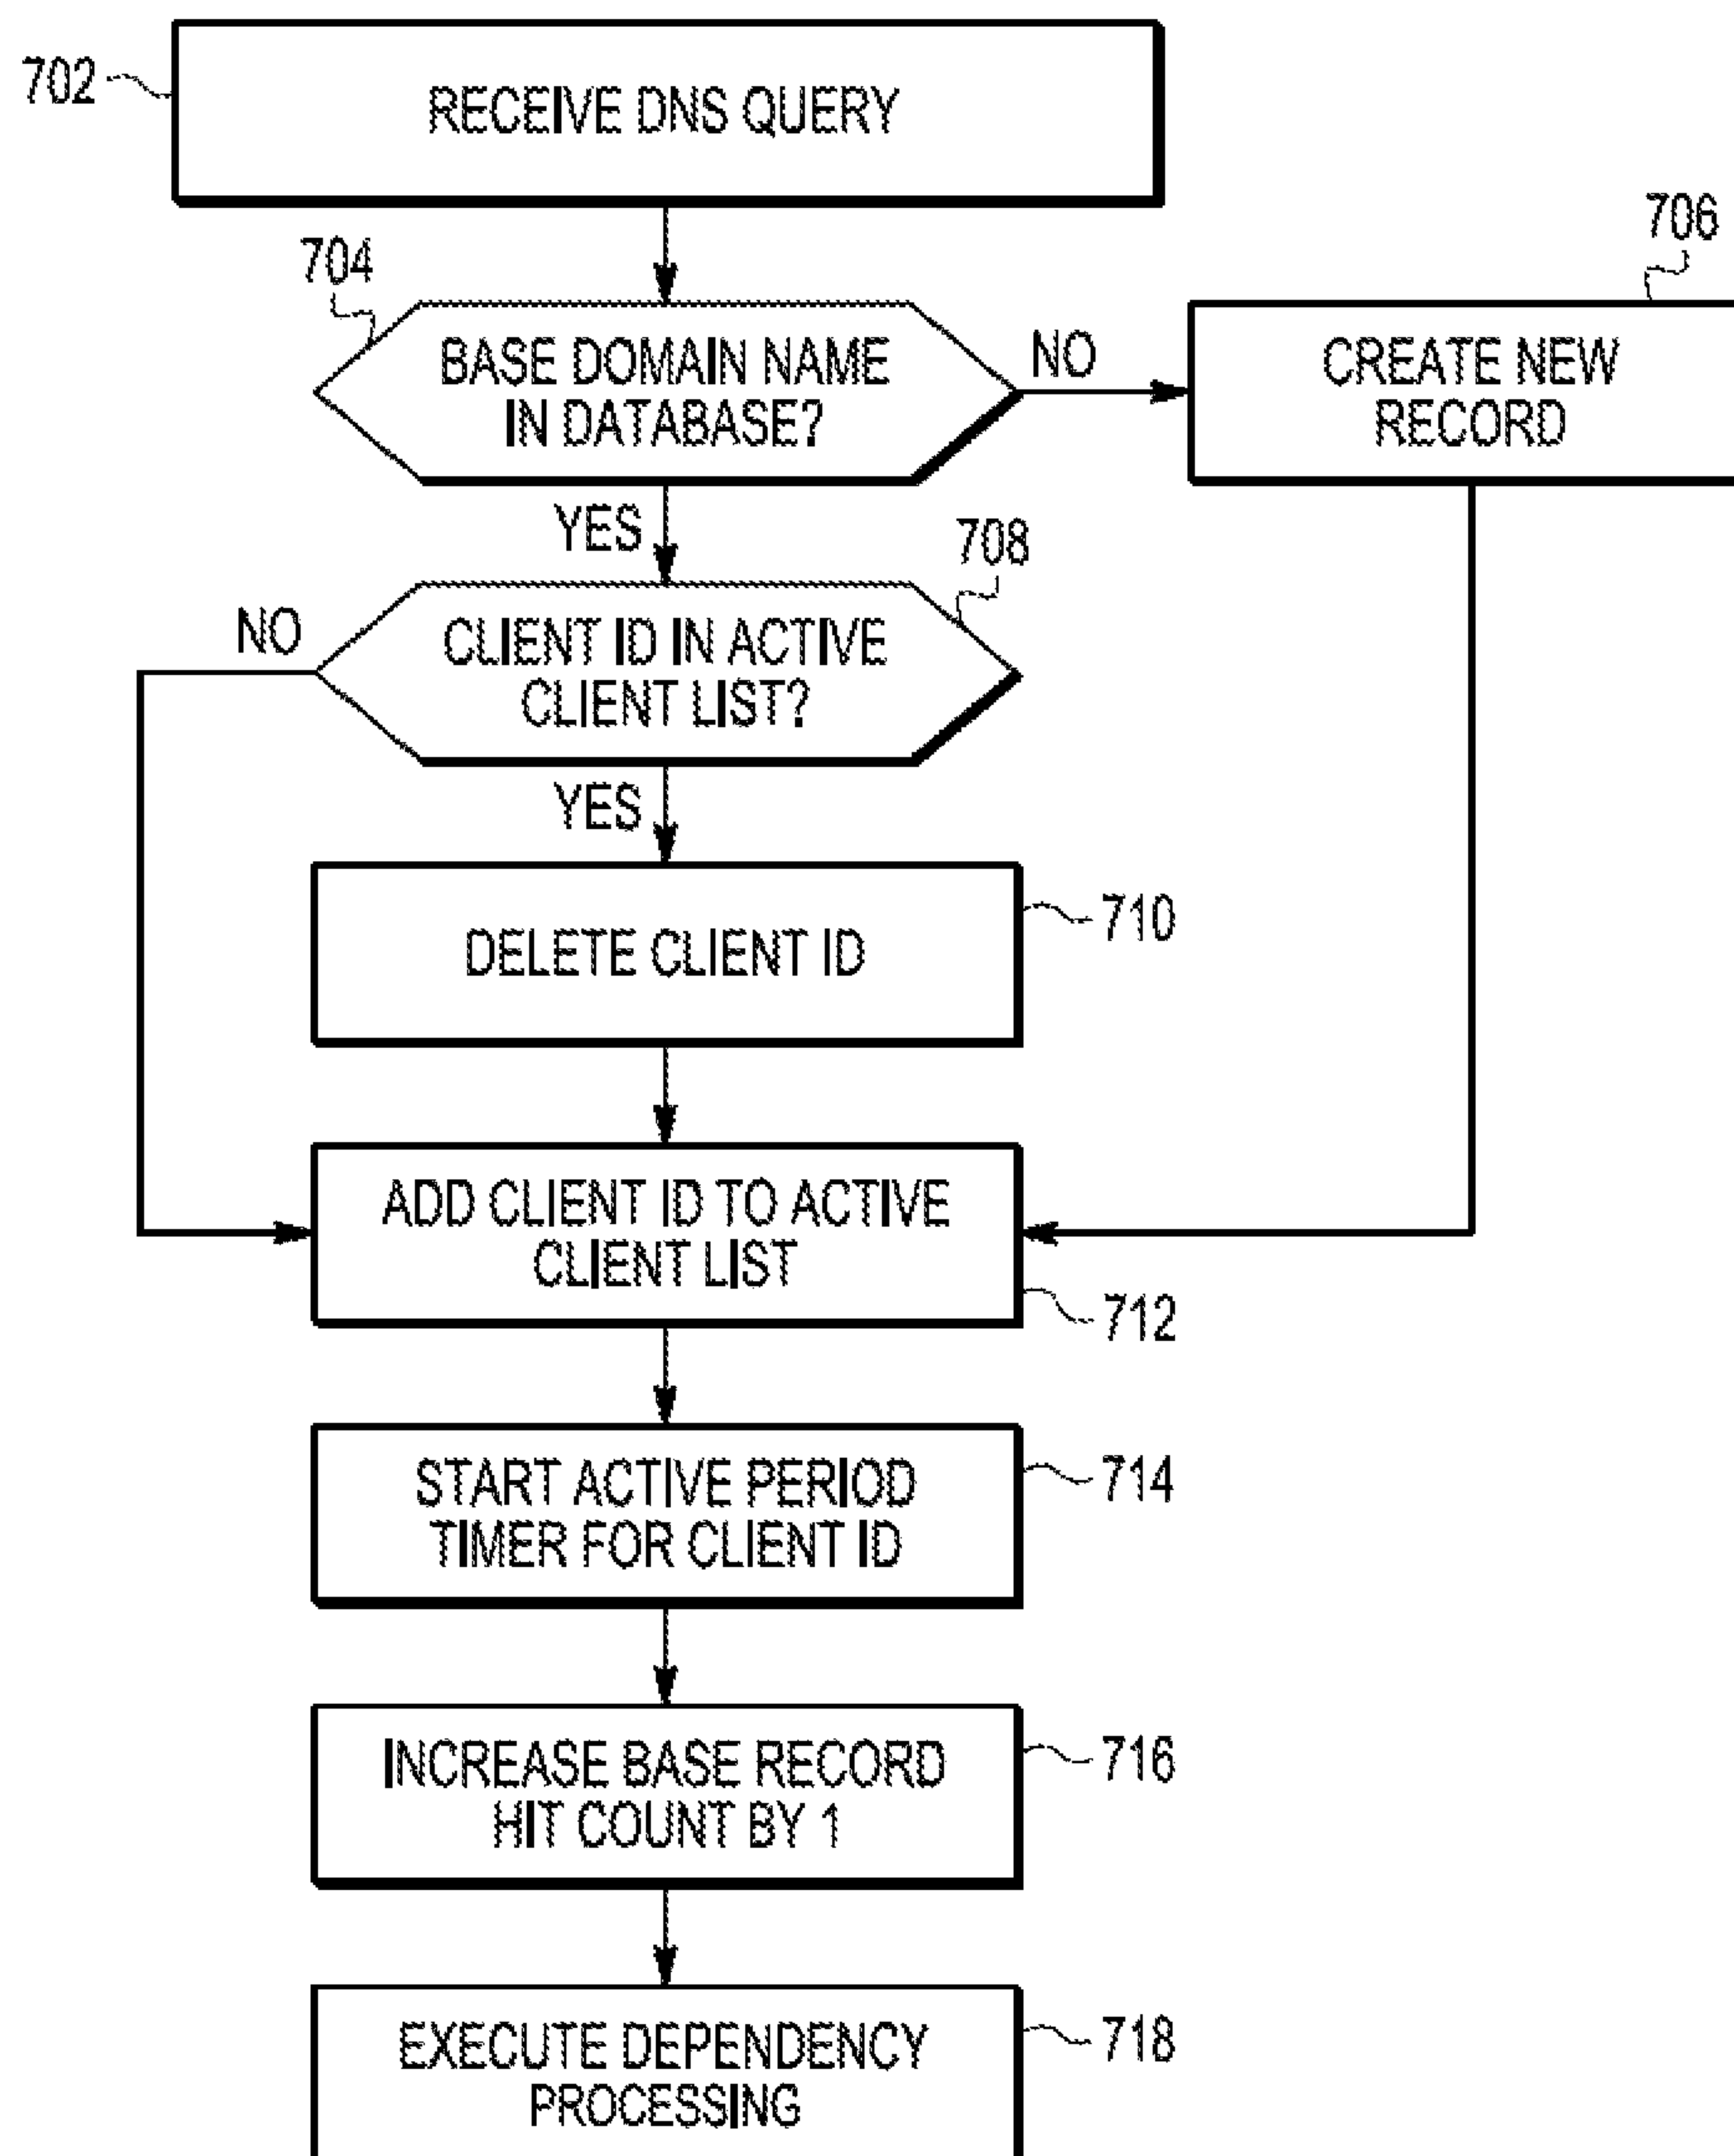 702
RECEIVE DNS QUERY
704
706
BASE DOMAIN NAME
IN DATABASE?
NO
CREATE NEW
RECORD
YES
708
NO
CLIENT ID IN ACTIVE
CLIENT LIST?
YES
DELETE CLIENT ID
710
ADD CLIENT ID TO ACTIVE
CLIENT LIST
712
START ACTIVE PERIOD
TIMER FOR CLIENT ID
714
INCREASE BASE RECORD
HIT COUNT BY 1
716
EXECUTE DEPENDENCY
PROCESSING
718